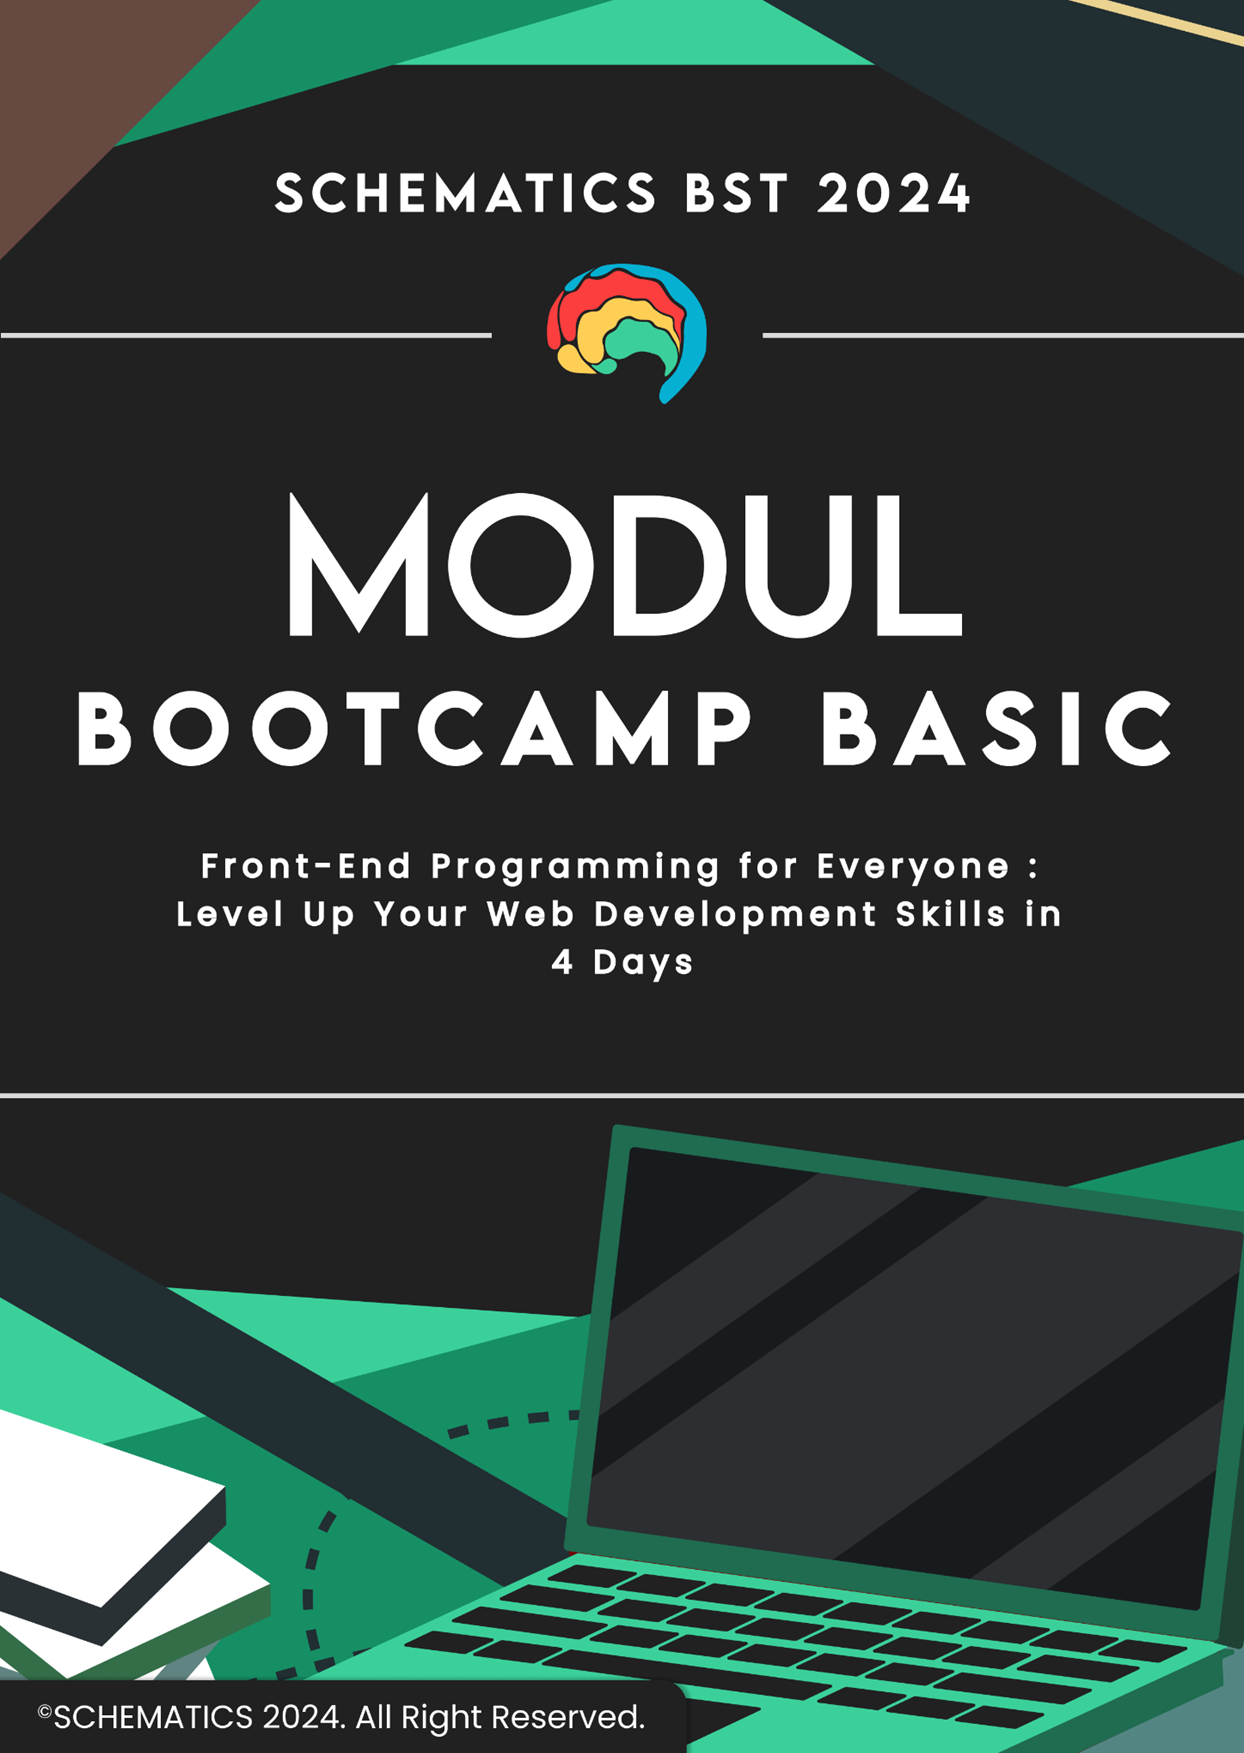 SCHEMATICS BST 2024
MODUL
BOOTCAMP BASIC
Front-End Programming for Everyone :
Level Up Your Web Development Skills in
4 Days
©SCHEMATICS 2024. All Right Reserved.